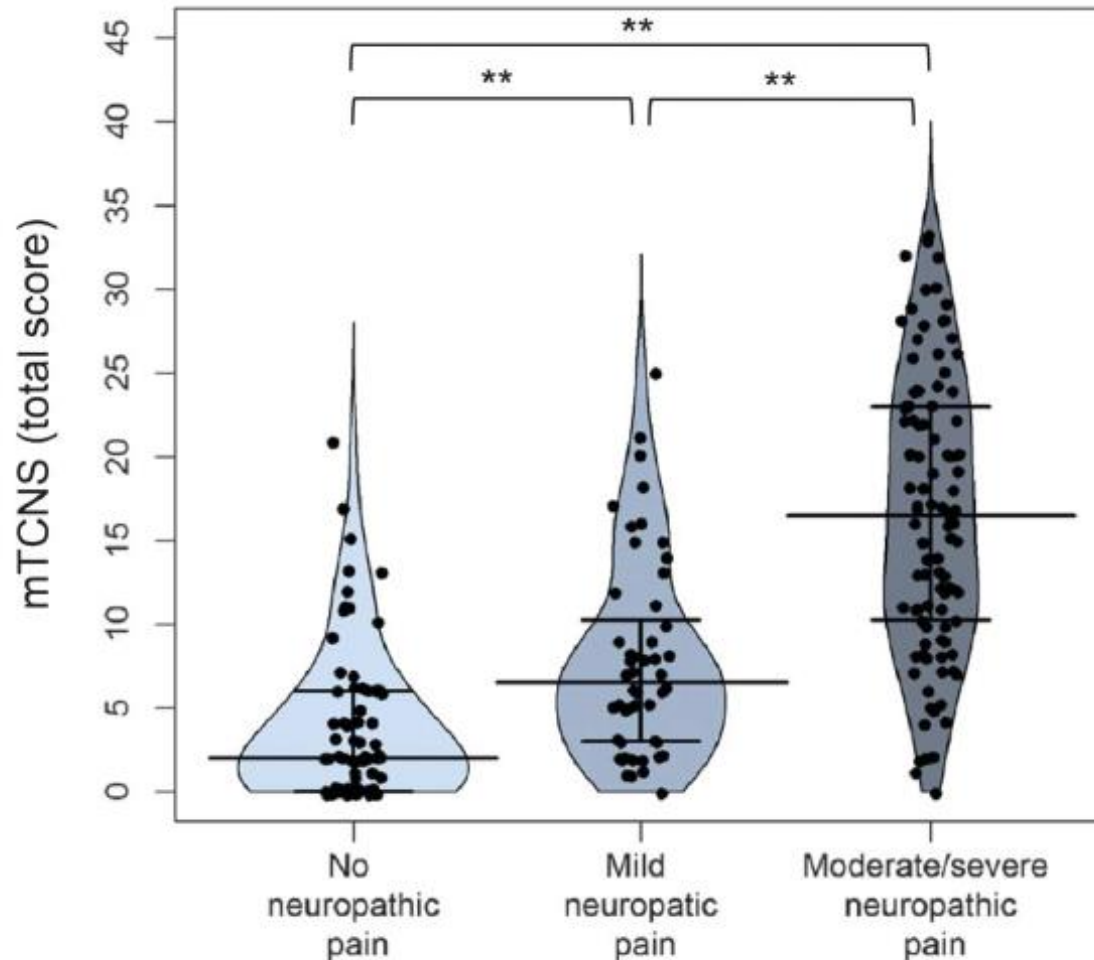 **
** **
mTCNS (total score)
45
40
35
30
25
20
15
10
5
0
No
neuropathic
pain
Mild
neuropatic
pain
Moderate/severe
neuropathic
pain